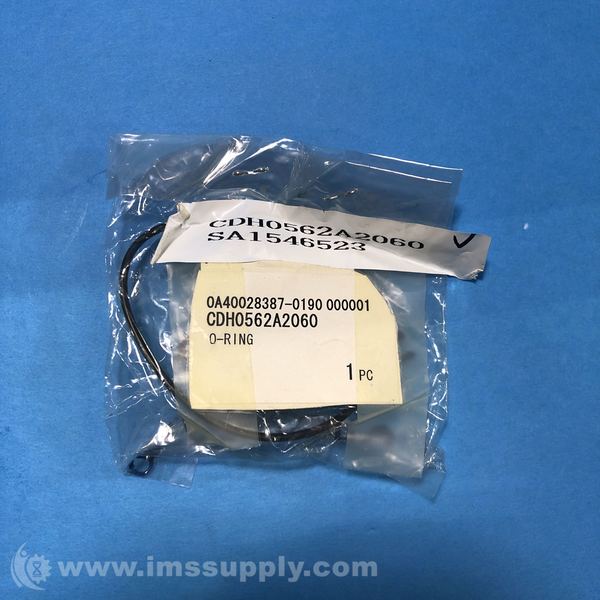 CDH0562A2060
SA1546523
0A40028387-0190 000001
CDH0562A2060
O-RING
1 PC
www.imssupply.com